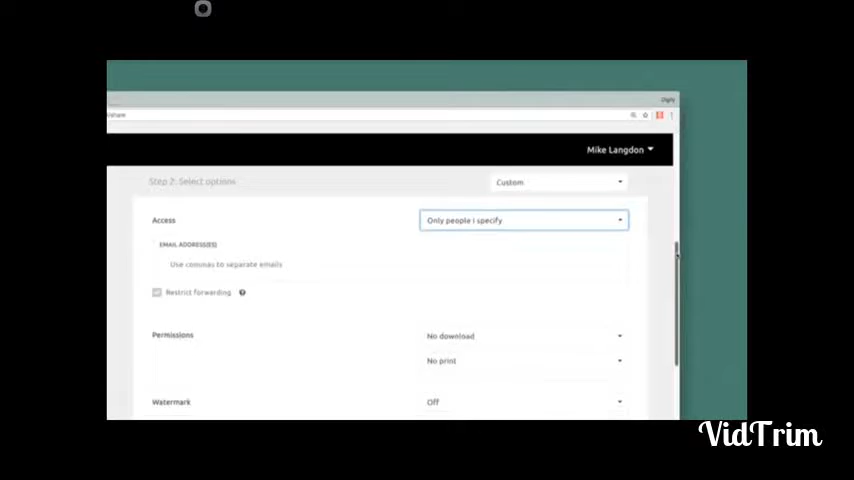 Digify
Mike Langdon
Step 2: Select options
Custom
Access
Only people I specify
EMAIL ADDRESS(ES)
Use commas to separate emails
Restrict forwarding
Permissions
No download
No print
Watermark
Off
VidTrim